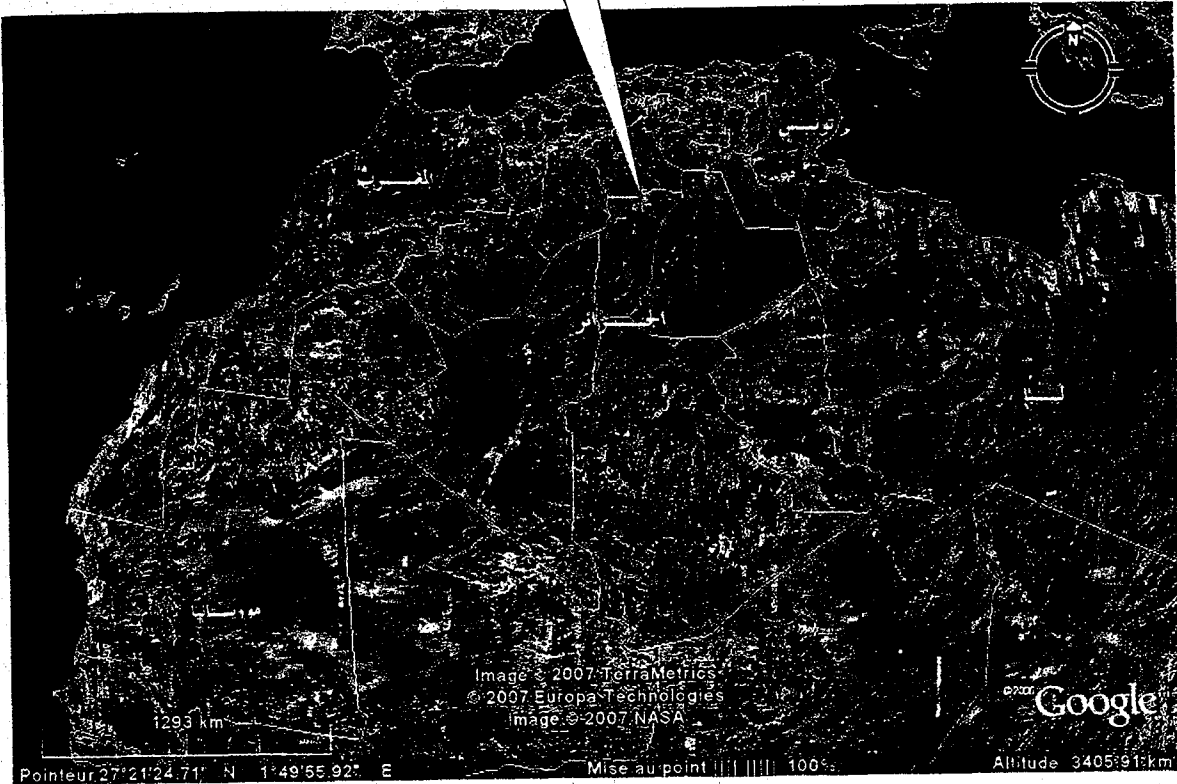 N
تونس
المغرب
الجزائر
ليبيا
موريتانيا
Image © 2007 TerraMetrics
© 2007 Europa Technologies
Image © 2007 NASA
Google
1293 km
Pointeur 27°21'24.71" N 1°49'55.92" E
Mise au point |||| |||| 100%
Altitude 3405.91 km